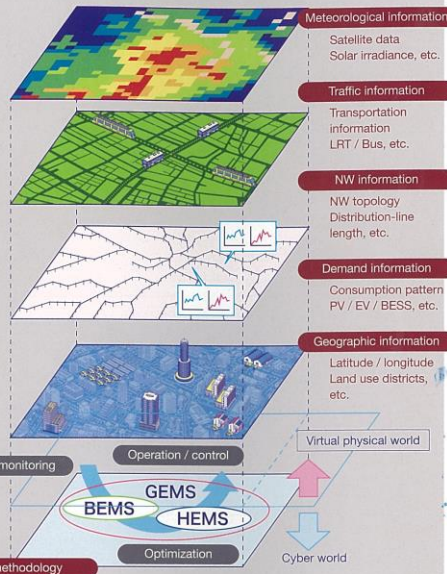 Meteorological information
Satellite data
Solar irradiance, etc.
Traffic information
Transportation
information
LRT / Bus, etc.
NW information
NW topology
Distribution-line
length, etc.
Demand information
Consumption pattern
PV / EV / BESS, etc.
Geographic information
Latitude / longitude
Land use districts,
etc.
Virtual physical world
monitoring
Operation / control
GEMS
BEMS
HEMS
Optimization
Cyber world
methodology